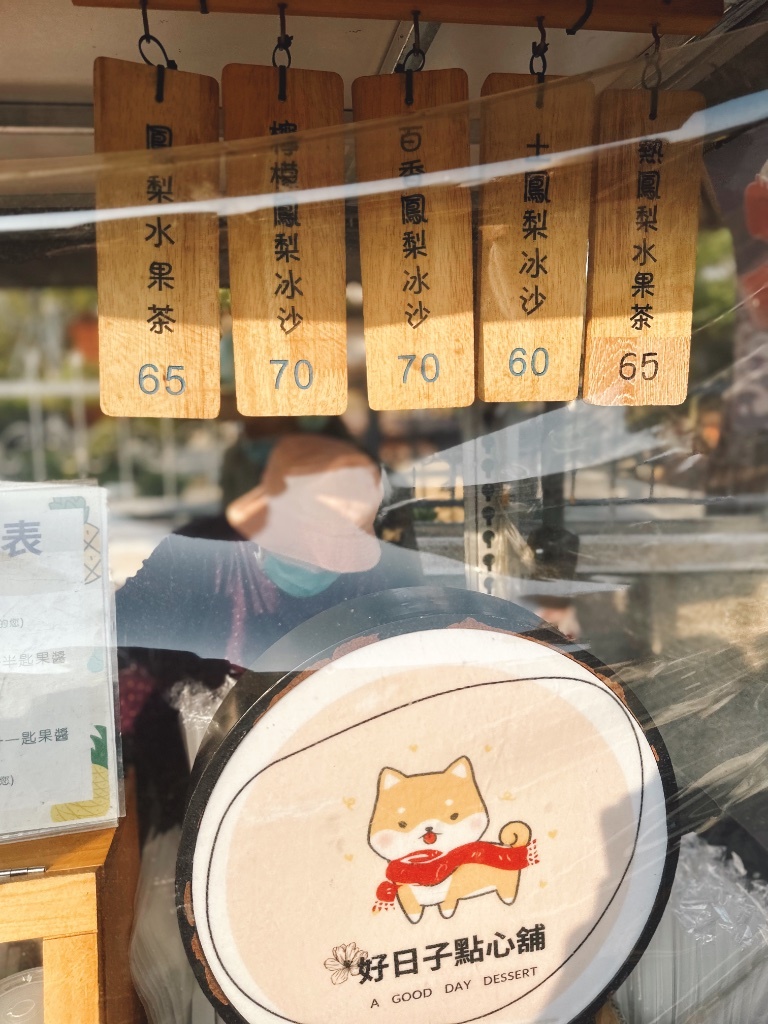 鳳梨水果茶
65
檸檬鳳梨冰沙
70
百香鳳梨冰沙
70
土鳳梨冰沙
60
熱鳳梨水果茶
65
表
米匙果醬
一匙果醬
好日子點心舖
A GOOD DAY DESSERT